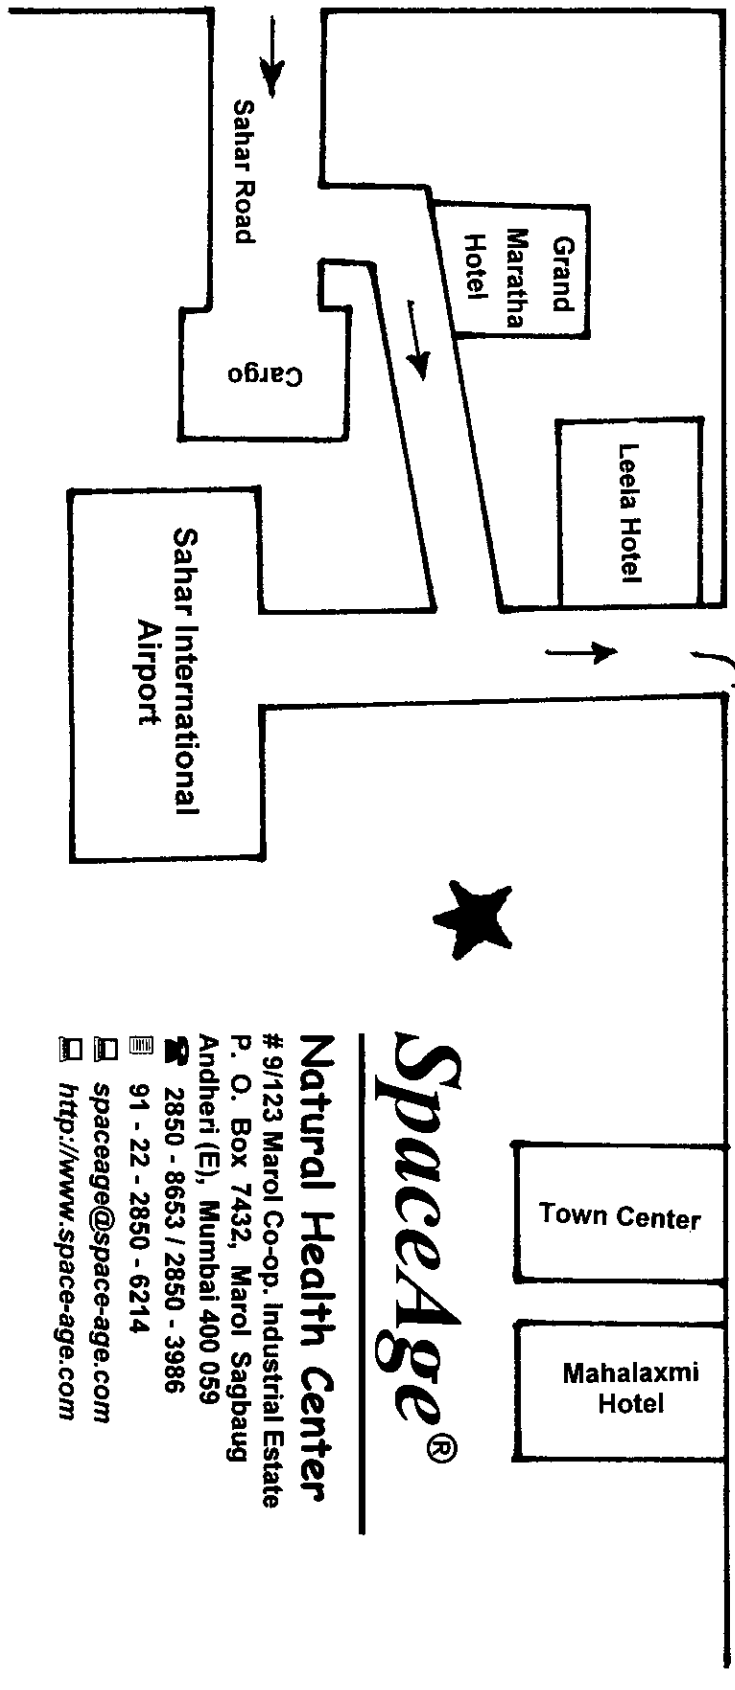 Sahar Road
Grand
Maratha
Hotel
Cargo
Leela Hotel
Sahar International
Airport
Town Center
Mahalaxmi
Hotel
SpaceAge®
Natural Health Center
# 9/123 Marol Co-op. Industrial Estate
P. O. Box 7432, Marol Sagbaug
Andheri (E), Mumbai 400 059
2850 - 8653 / 2850 - 3986
91 - 22 - 2850 - 6214
spaceage@space-age.com
http://www.space-age.com